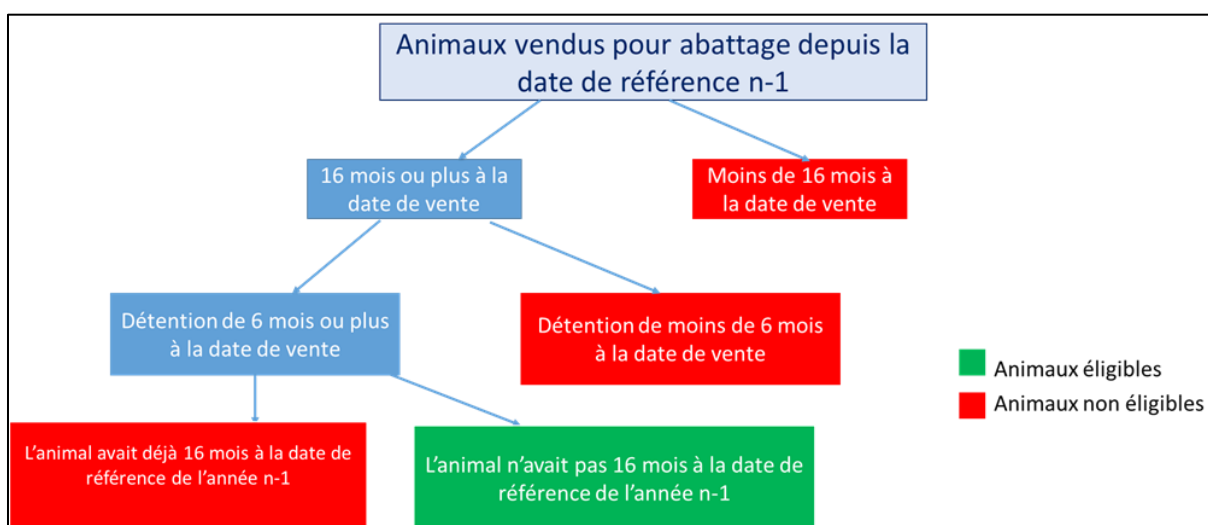 Animaux vendus pour abattage depuis la
date de référence n-1
16 mois ou plus à la
date de vente
Moins de 16 mois à
la date de vente
Détention de 6 mois ou plus
à la date de vente
Détention de moins de 6 mois
à la date de vente
Animaux éligibles
Animaux non éligibles
L’animal avait déjà 16 mois à la date de
référence de l’année n-1
L’animal n’avait pas 16 mois à la date de
référence de l’année n-1